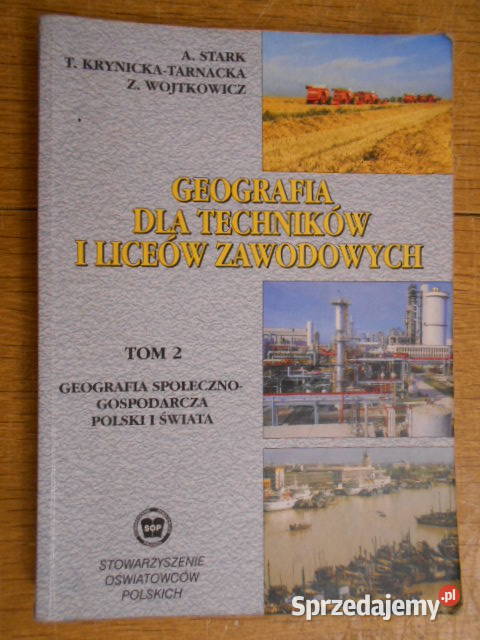 A. STARK
T. KRYNICKA-TARNACKA
Z. WOJTKOWICZ
GEOGRAFIA
DLA TECHNIKÓW
I LICEÓW ZAWODOWYCH
TOM 2
GEOGRAFIA SPOŁECZNO-
GOSPODARCZA
POLSKI I ŚWIATA
SOP
STOWARZYSZENIE
OŚWIATOWCÓW
POLSKICH
Sprzedajemy.pl